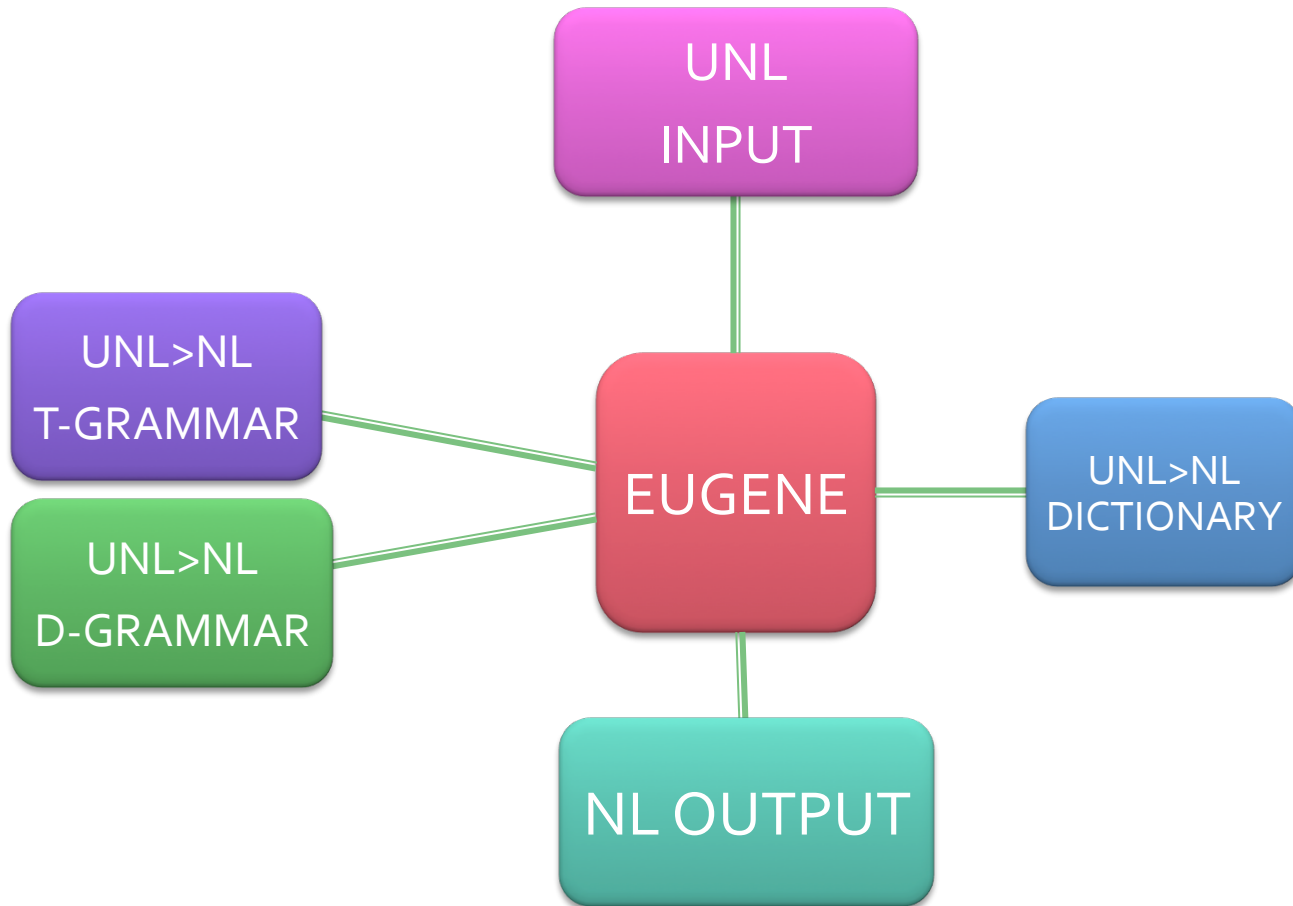 UNL
INPUT
UNL>NL
T-GRAMMAR
UNL>NL
D-GRAMMAR
EUGENE
UNL>NL
DICTIONARY
NL OUTPUT